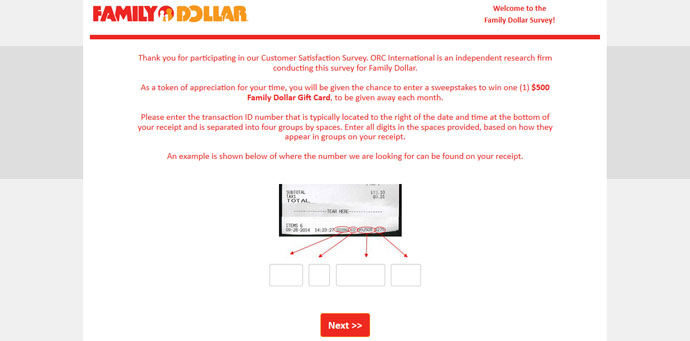 FAMILY DOLLAR
Welcome to the
Family Dollar Survey!
Thank you for participating in our Customer Satisfaction Survey. ORC International is an independent research firm
conducting this survey for Family Dollar.
As a token of appreciation for your time, you will be given the chance to enter a sweepstakes to win one (1) $500
Family Dollar Gift Card, to be given away each month.
Please enter the transaction ID number that is typically located to the right of the date and time at the bottom of
your receipt and is separated into four groups by spaces. Enter all digits in the spaces provided, based on how they
appear in groups on your receipt.
An example is shown below of where the number we are looking for can be found on your receipt.
SUBTOTAL
TAX
TOTAL
TEAR HERE
ITEMS 6
Next >>